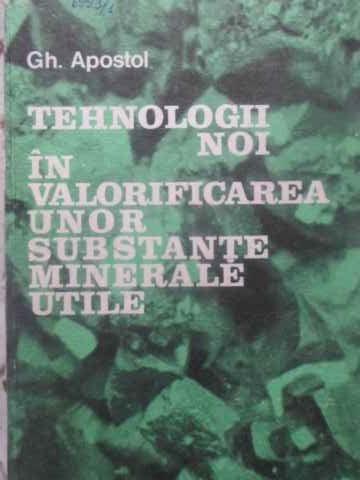 Gh. Apostol
TEHNOLOGII
NOI
ÎN
VALORIFICAREA
UNOR
SUBSTANȚE
MINERALE
UTILE